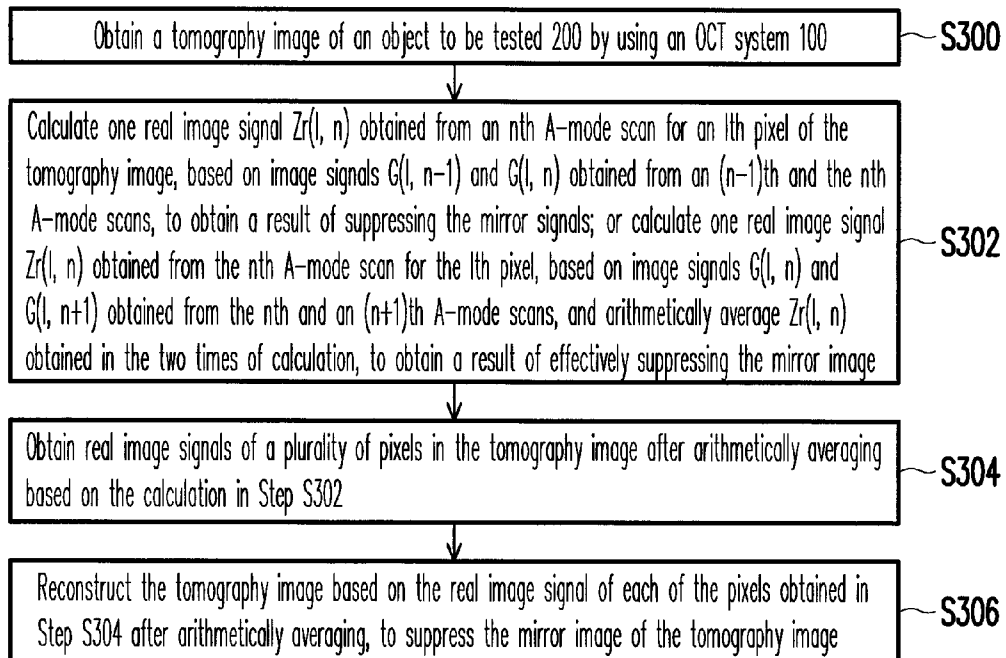 Obtain a tomography image of an object to be tested 200 by using an OCT system 100
S300
Calculate one real image signal Zr(l, n) obtained from an nth A-mode scan for an lth pixel of the
tomography image, based on image signals G(l, n-1) and G(l, n) obtained from an (n-1)th and the nth
A-mode scans, to obtain a result of suppressing the mirror signals; or calculate one real image signal
Zr(l, n) obtained from the nth A-mode scan for the lth pixel, based on image signals G(l, n) and
G(l, n+1) obtained from the nth and an (n+1)th A-mode scans, and arithmetically average Zr(l, n)
obtained in the two times of calculation, to obtain a result of effectively suppressing the mirror image
S302
Obtain real image signals of a plurality of pixels in the tomography image after arithmetically averaging
based on the calculation in Step S302
S304
Reconstruct the tomography image based on the real image signal of each of the pixels obtained in
Step S304 after arithmetically averaging, to suppress the mirror image of the tomography image
S306